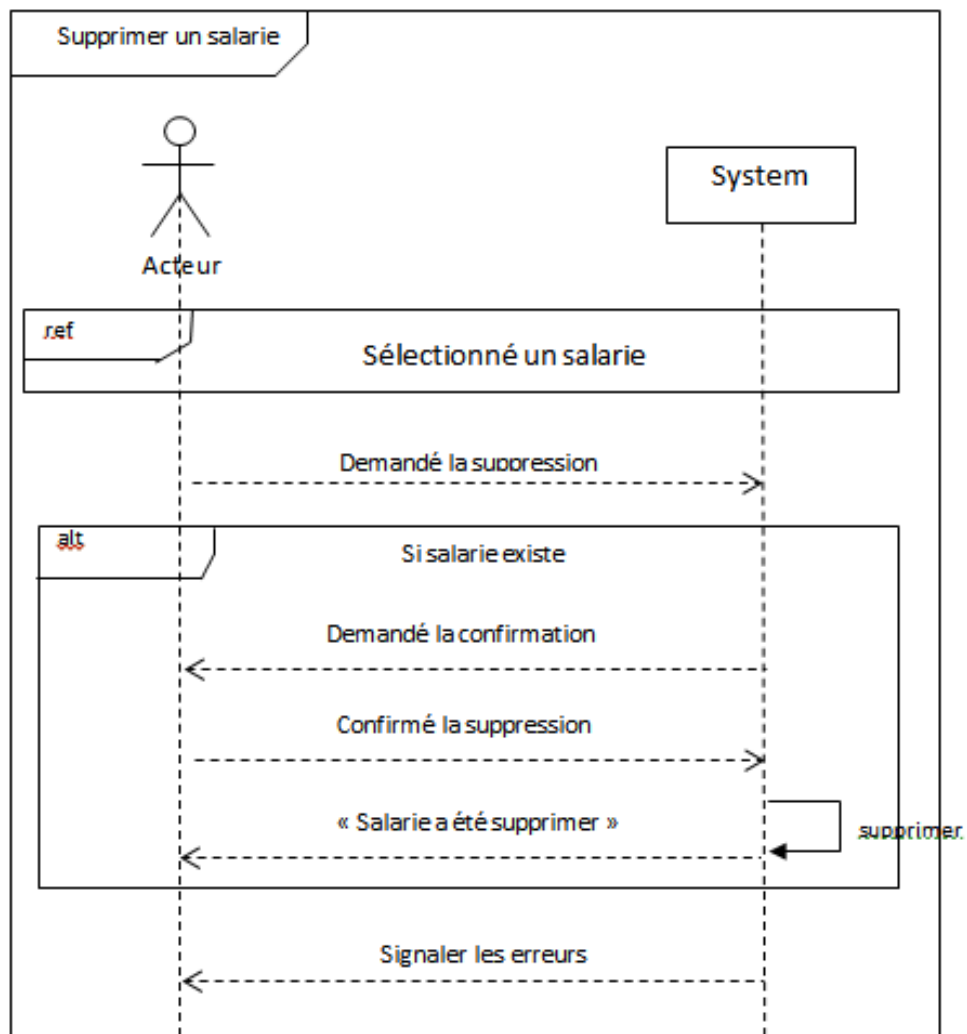 Supprimer un salarie
System
Acteur
ref
Sélectionné un salarie
Demandé la suppression
alt
Si salarie existe
Demandé la confirmation
Confirmé la suppression
« Salarie a été supprimer »
supprimer
Signaler les erreurs